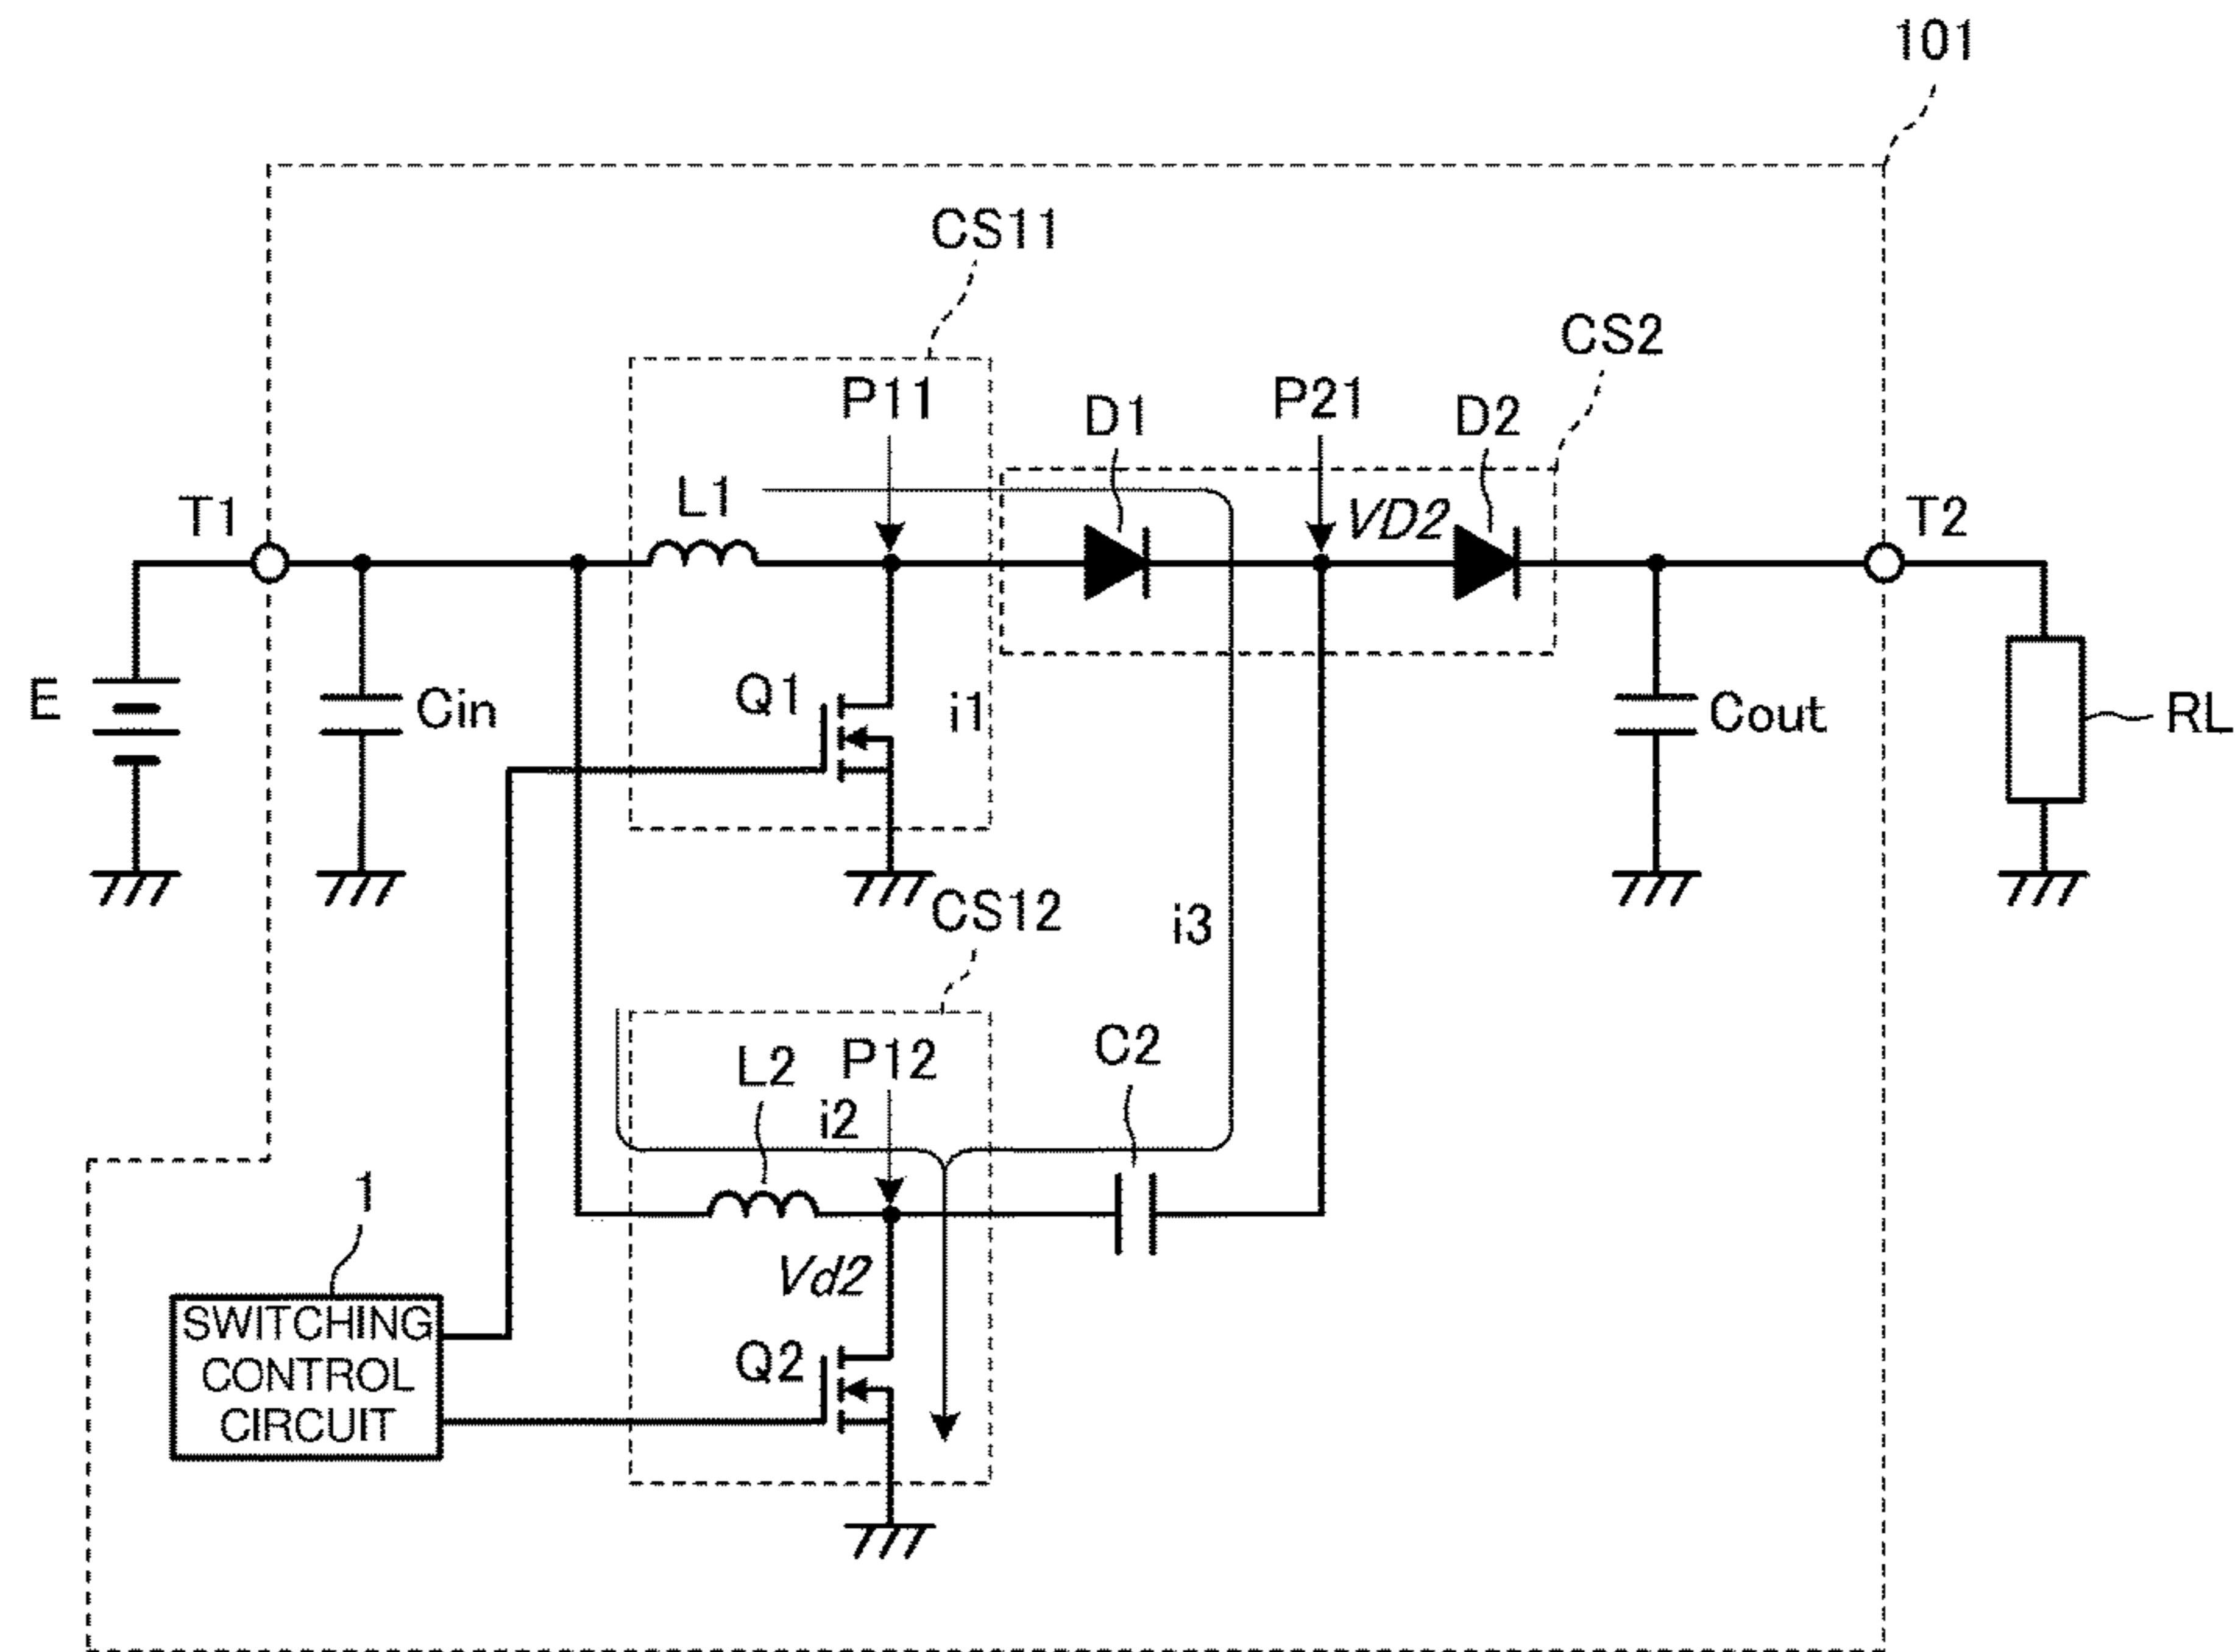 101
CS11
CS2
P11
D1
P21
D2
T1
L1
VD2
T2
E
Cin
Q1
i1
Cout
RL
CS12
i3
L2
P12
C2
i2
1
Vd2
SWITCHING
CONTROL
CIRCUIT
Q2